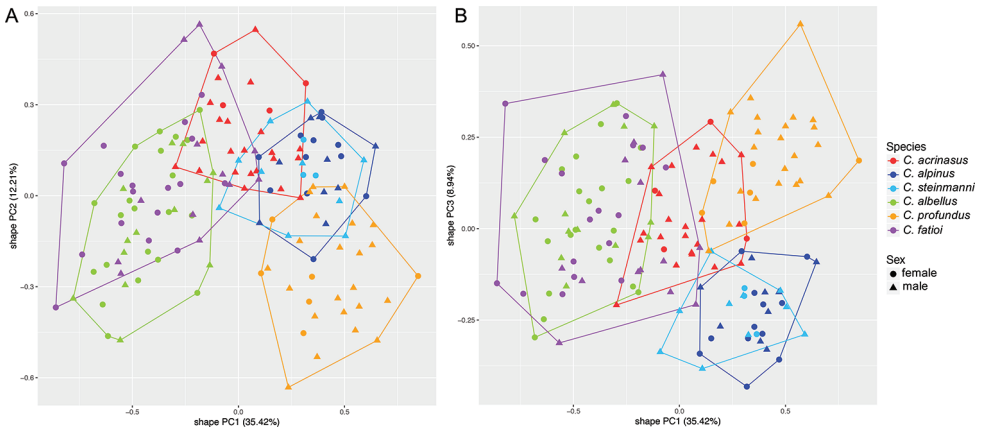 A
0.6
0.3
0.0
−0.3
−0.6
shape PC2 (12.21%)
−0.5
0.0
0.5
shape PC1 (35.42%)
B
0.50
0.25
0.00
−0.25
shape PC3 (8.94%)
−0.5
0.0
0.5
shape PC1 (35.42%)
Species
C. acrinasus
C. alpinus
C. steinmanni
C. albellus
C. profundus
C. fatioi
Sex
female
male